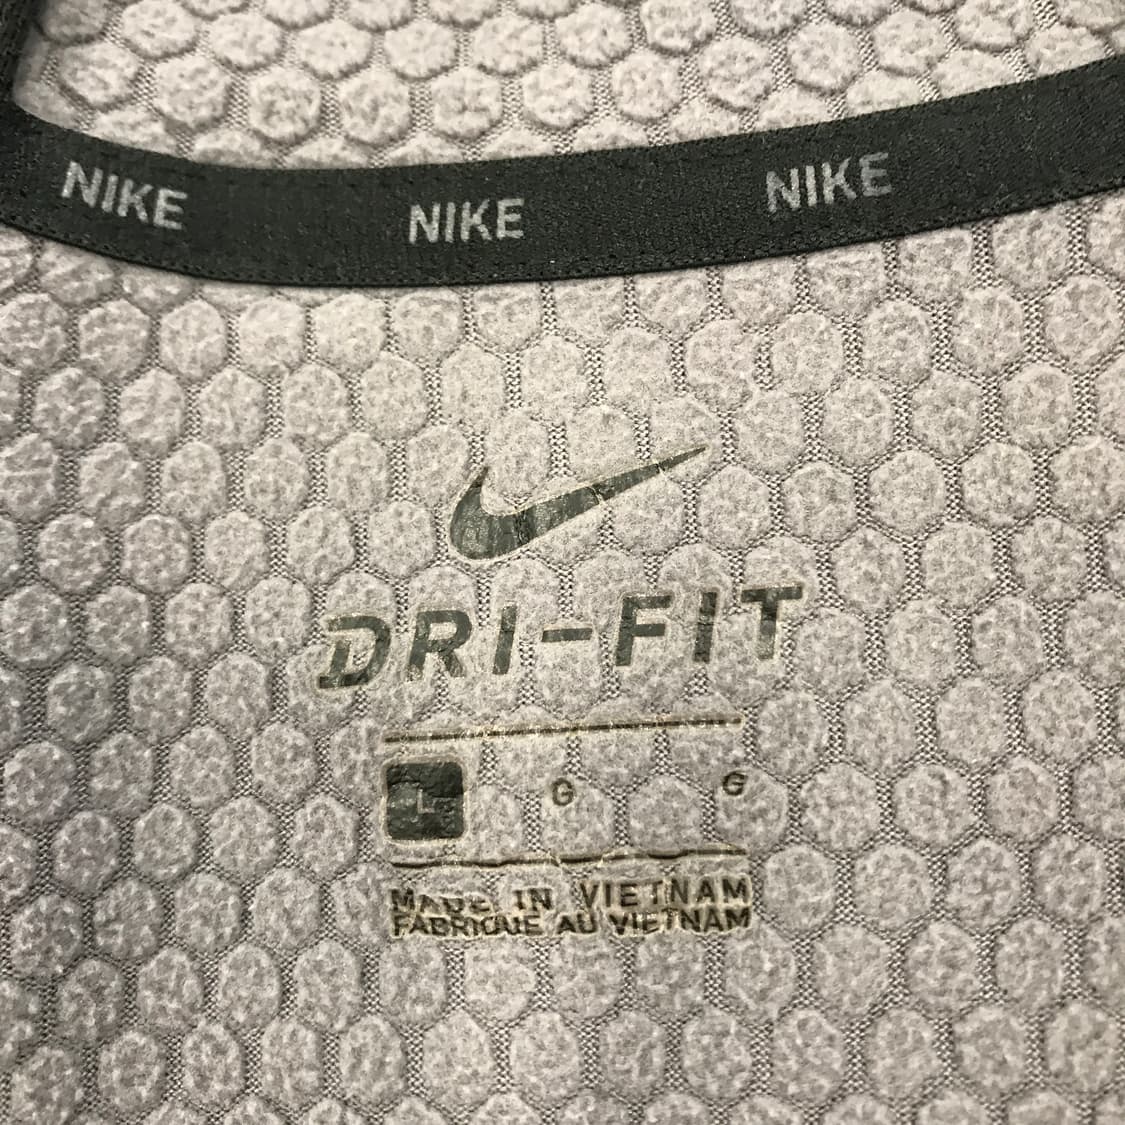 NIKE NIKE NIKE
DRI-FIT
L G G
MADE IN VIETNAM
FABRIQUE AU VIETNAM